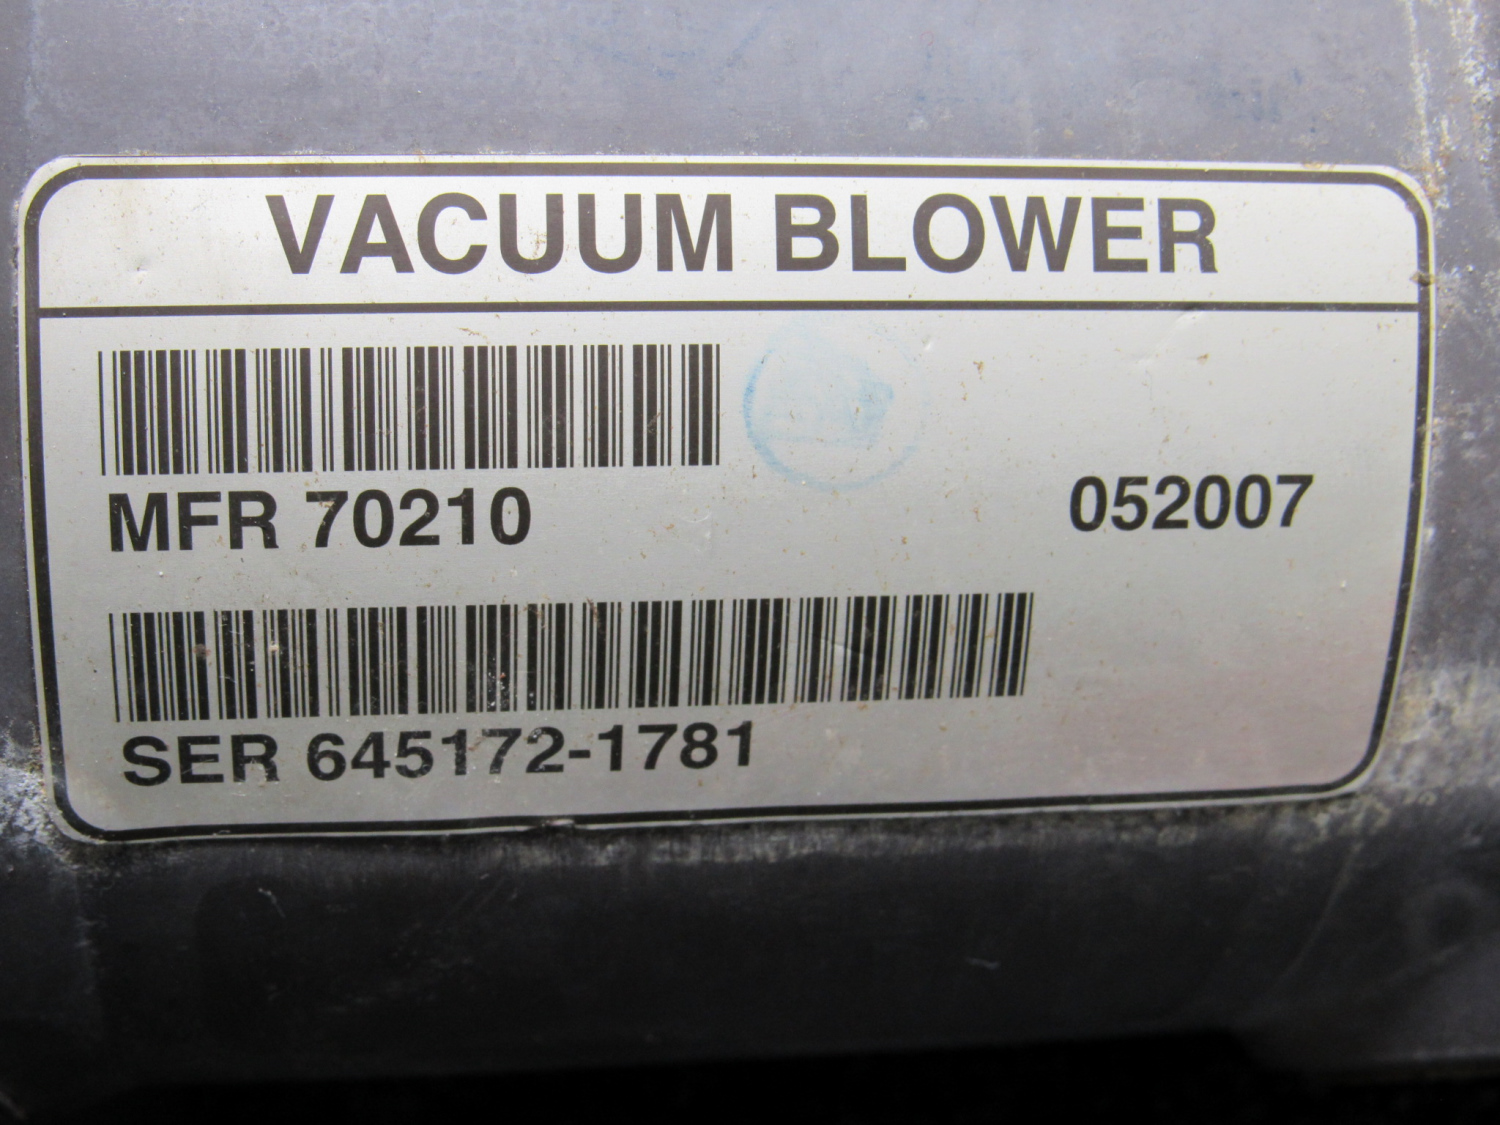 VACUUM BLOWER
MFR 70210
052007
SER 645172-1781